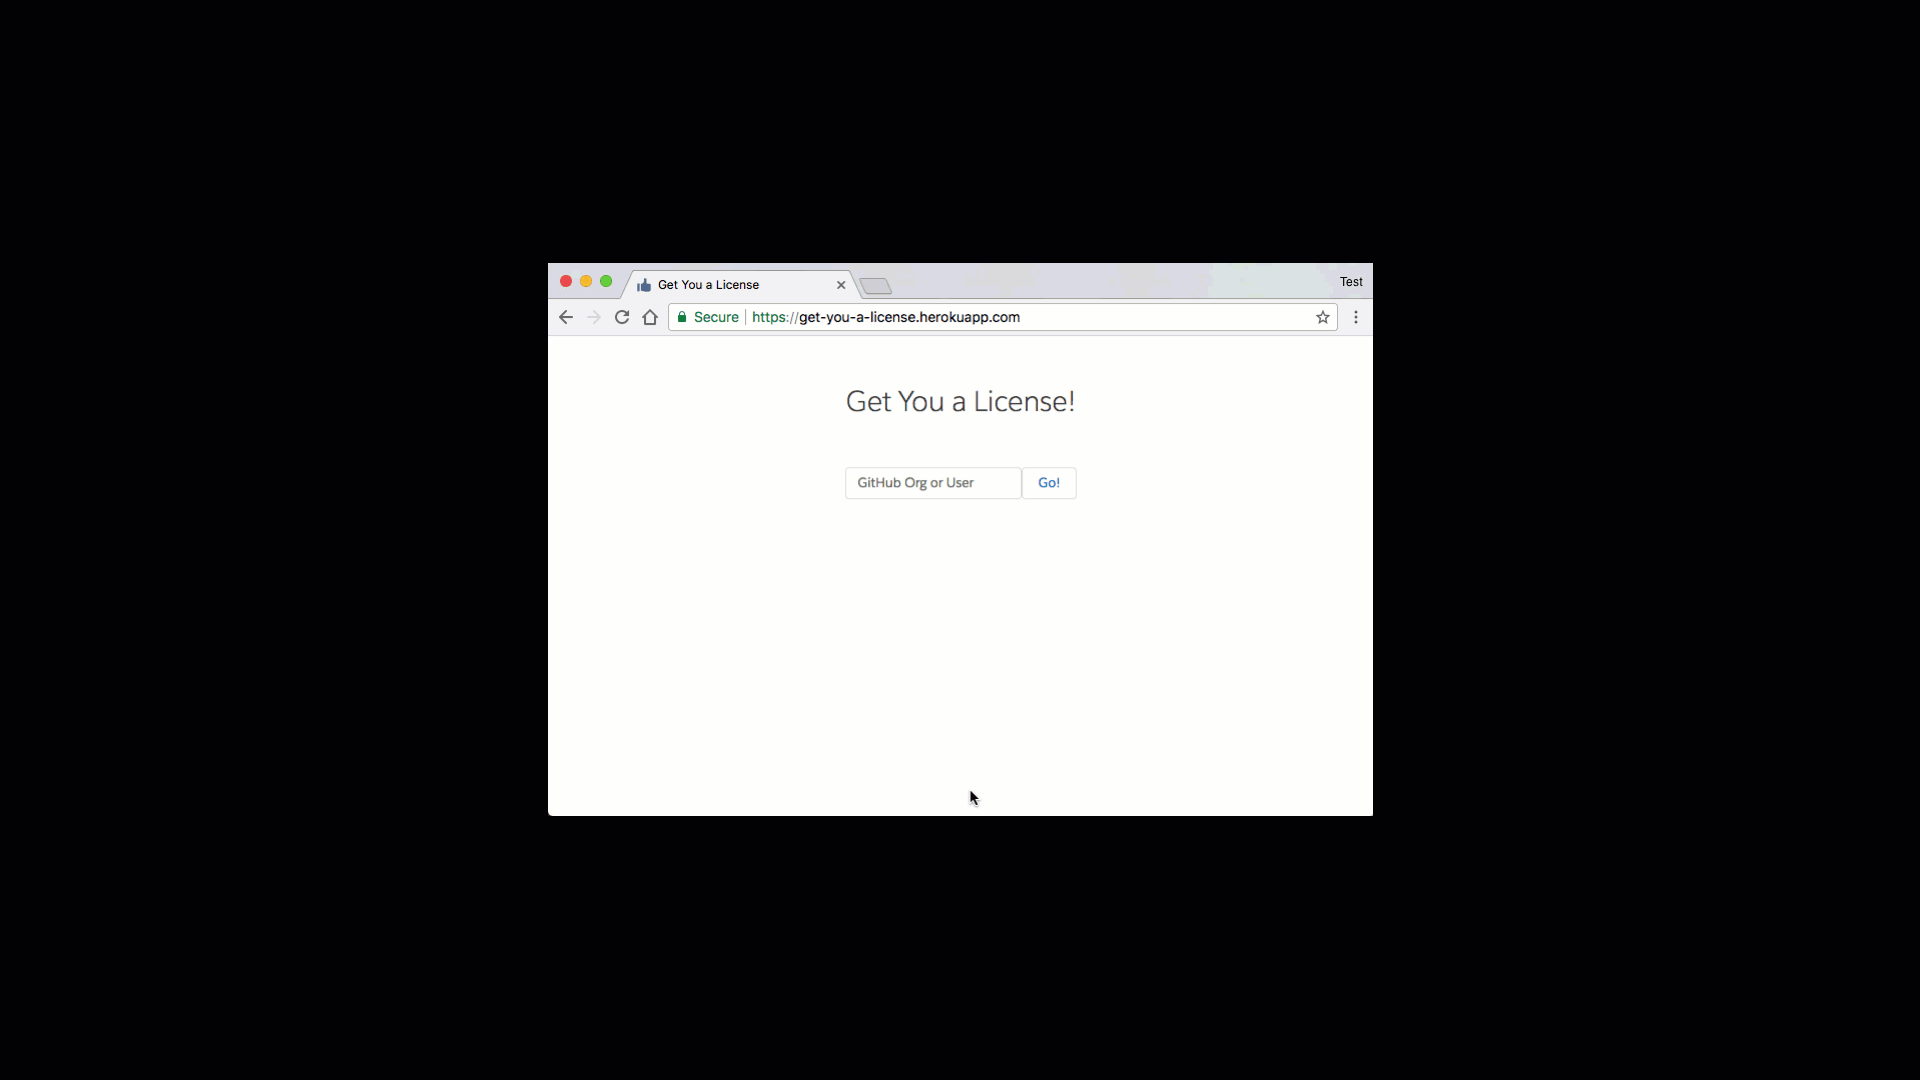 Get You a License
Test
Secure https://get-you-a-license.herokuapp.com
Get You a License!
GitHub Org or User
Go!